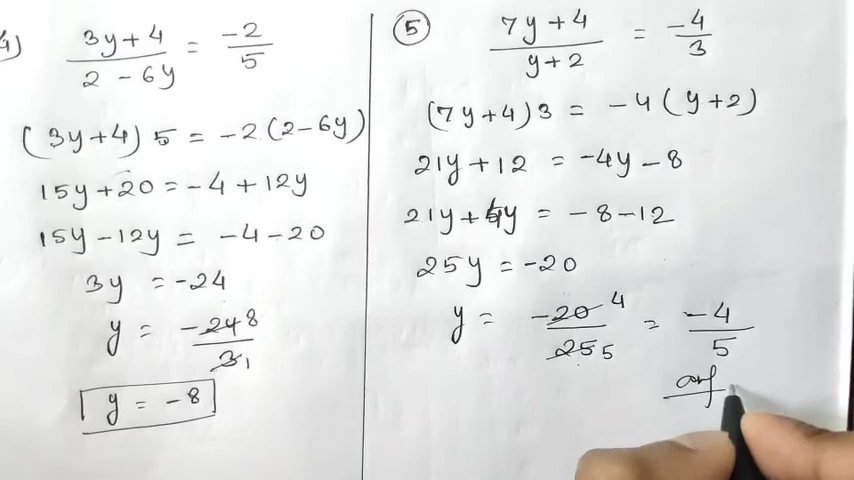 4) (3y+4)/(2-6y) = -2/5
(3y+4) 5 = -2(2-6y)
15y+20 = -4+12y
15y-12y = -4-20
3y = -24
y = -24/3 8/1
y = -8
5 (7y+4)/(y+2) = -4/3
(7y+4)3 = -4(y+2)
21y+12 = -4y-8
21y+4y = -8-12
25y = -20
y = -20/25 4/5 = -4/5